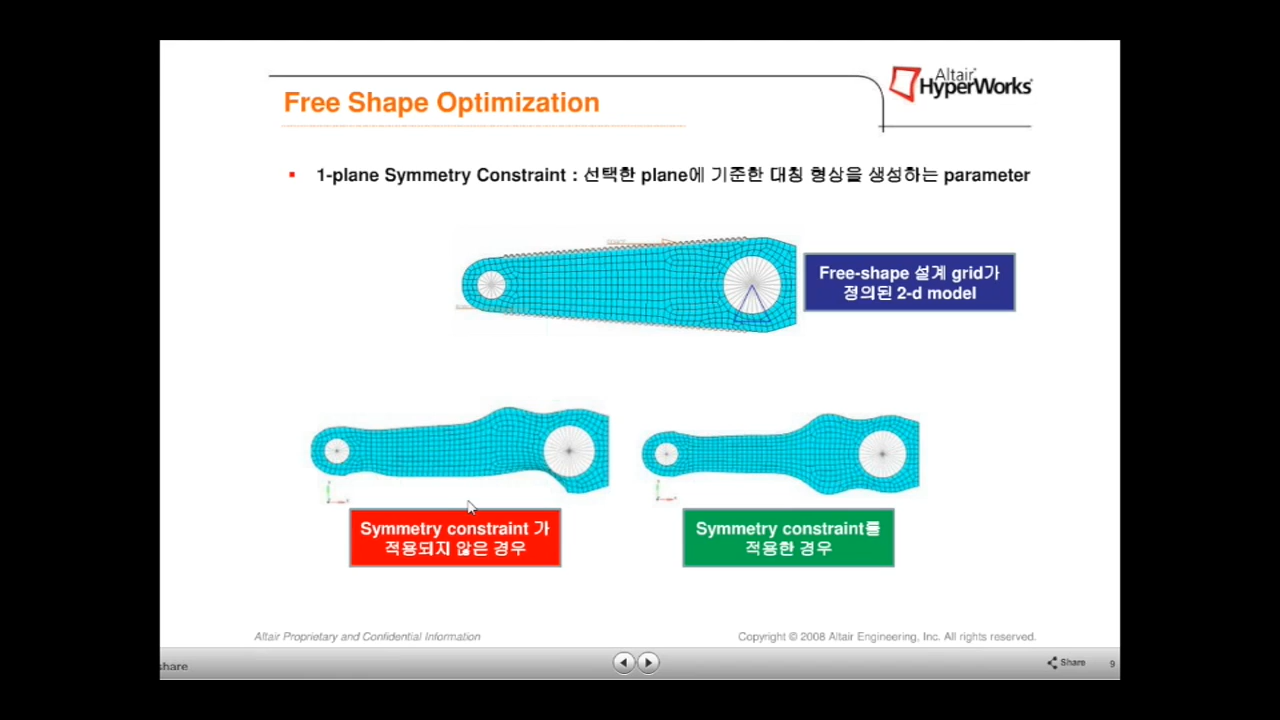 Altair
HyperWorks
Free Shape Optimization
1-plane Symmetry Constraint : 선택한 plane에 기준한 대칭 형상을 생성하는 parameter
Free-shape 설계 grid가
정의된 2-d model
Symmetry constraint 가
적용되지 않은 경우
Symmetry constraint를
적용한 경우
Altair Proprietary and Confidential Information
Copyright © 2008 Altair Engineering, Inc. All rights reserved.
share
Share
9